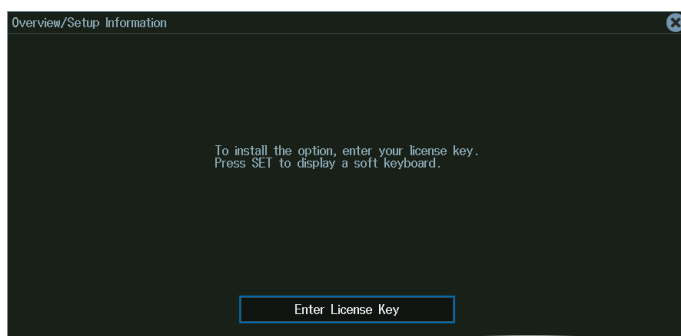 Overview/Setup Information
To install the option, enter your license key.
Press SET to display a soft keyboard.
Enter License Key